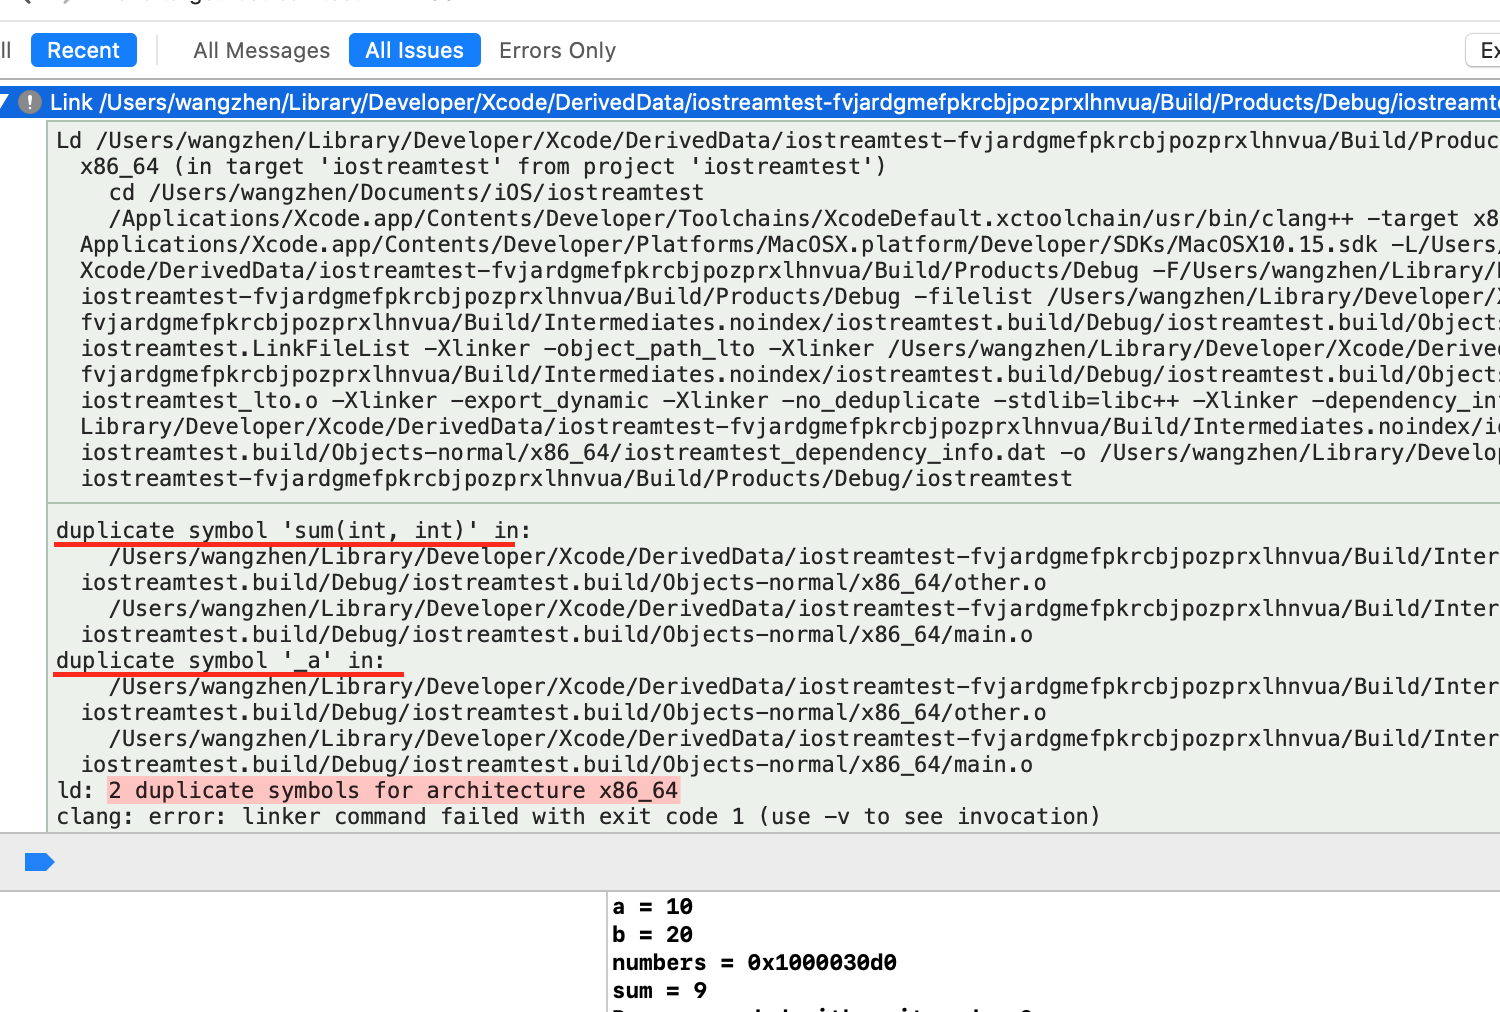 ll Recent All Messages All Issues Errors Only Ex
Link /Users/wangzhen/Library/Developer/Xcode/DerivedData/iostreamtest-fvjardgmefpkrcbjpozprxlhnvua/Build/Products/Debug/iostreamt
Ld /Users/wangzhen/Library/Developer/Xcode/DerivedData/iostreamtest-fvjardgmefpkrcbjpozprxlhnvua/Build/Produc
x86_64 (in target 'iostreamtest' from project 'iostreamtest')
cd /Users/wangzhen/Documents/iOS/iostreamtest
/Applications/Xcode.app/Contents/Developer/Toolchains/XcodeDefault.xctoolchain/usr/bin/clang++ -target x8
Applications/Xcode.app/Contents/Developer/Platforms/MacOSX.platform/Developer/SDKs/MacOSX10.15.sdk -L/Users/
Xcode/DerivedData/iostreamtest-fvjardgmefpkrcbjpozprxlhnvua/Build/Products/Debug -F/Users/wangzhen/Library/
iostreamtest-fvjardgmefpkrcbjpozprxlhnvua/Build/Products/Debug -filelist /Users/wangzhen/Library/Developer/X
fvjardgmefpkrcbjpozprxlhnvua/Build/Intermediates.noindex/iostreamtest.build/Debug/iostreamtest.build/Objects
iostreamtest.LinkFileList -Xlinker -object_path_lto -Xlinker /Users/wangzhen/Library/Developer/Xcode/Derived
fvjardgmefpkrcbjpozprxlhnvua/Build/Intermediates.noindex/iostreamtest.build/Debug/iostreamtest.build/Objects
iostreamtest_lto.o -Xlinker -export_dynamic -Xlinker -no_deduplicate -stdlib=libc++ -Xlinker -dependency_in
Library/Developer/Xcode/DerivedData/iostreamtest-fvjardgmefpkrcbjpozprxlhnvua/Build/Intermediates.noindex/i
iostreamtest.build/Objects-normal/x86_64/iostreamtest_dependency_info.dat -o /Users/wangzhen/Library/Develop
iostreamtest-fvjardgmefpkrcbjpozprxlhnvua/Build/Products/Debug/iostreamtest
duplicate symbol 'sum(int, int)' in:
/Users/wangzhen/Library/Developer/Xcode/DerivedData/iostreamtest-fvjardgmefpkrcbjpozprxlhnvua/Build/Inter
iostreamtest.build/Debug/iostreamtest.build/Objects-normal/x86_64/other.o
/Users/wangzhen/Library/Developer/Xcode/DerivedData/iostreamtest-fvjardgmefpkrcbjpozprxlhnvua/Build/Inter
iostreamtest.build/Debug/iostreamtest.build/Objects-normal/x86_64/main.o
duplicate symbol '_a' in:
/Users/wangzhen/Library/Developer/Xcode/DerivedData/iostreamtest-fvjardgmefpkrcbjpozprxlhnvua/Build/Inter
iostreamtest.build/Debug/iostreamtest.build/Objects-normal/x86_64/other.o
/Users/wangzhen/Library/Developer/Xcode/DerivedData/iostreamtest-fvjardgmefpkrcbjpozprxlhnvua/Build/Inter
iostreamtest.build/Debug/iostreamtest.build/Objects-normal/x86_64/main.o
ld: 2 duplicate symbols for architecture x86_64
clang: error: linker command failed with exit code 1 (use -v to see invocation)
a = 10
b = 20
numbers = 0x1000030d0
sum = 9